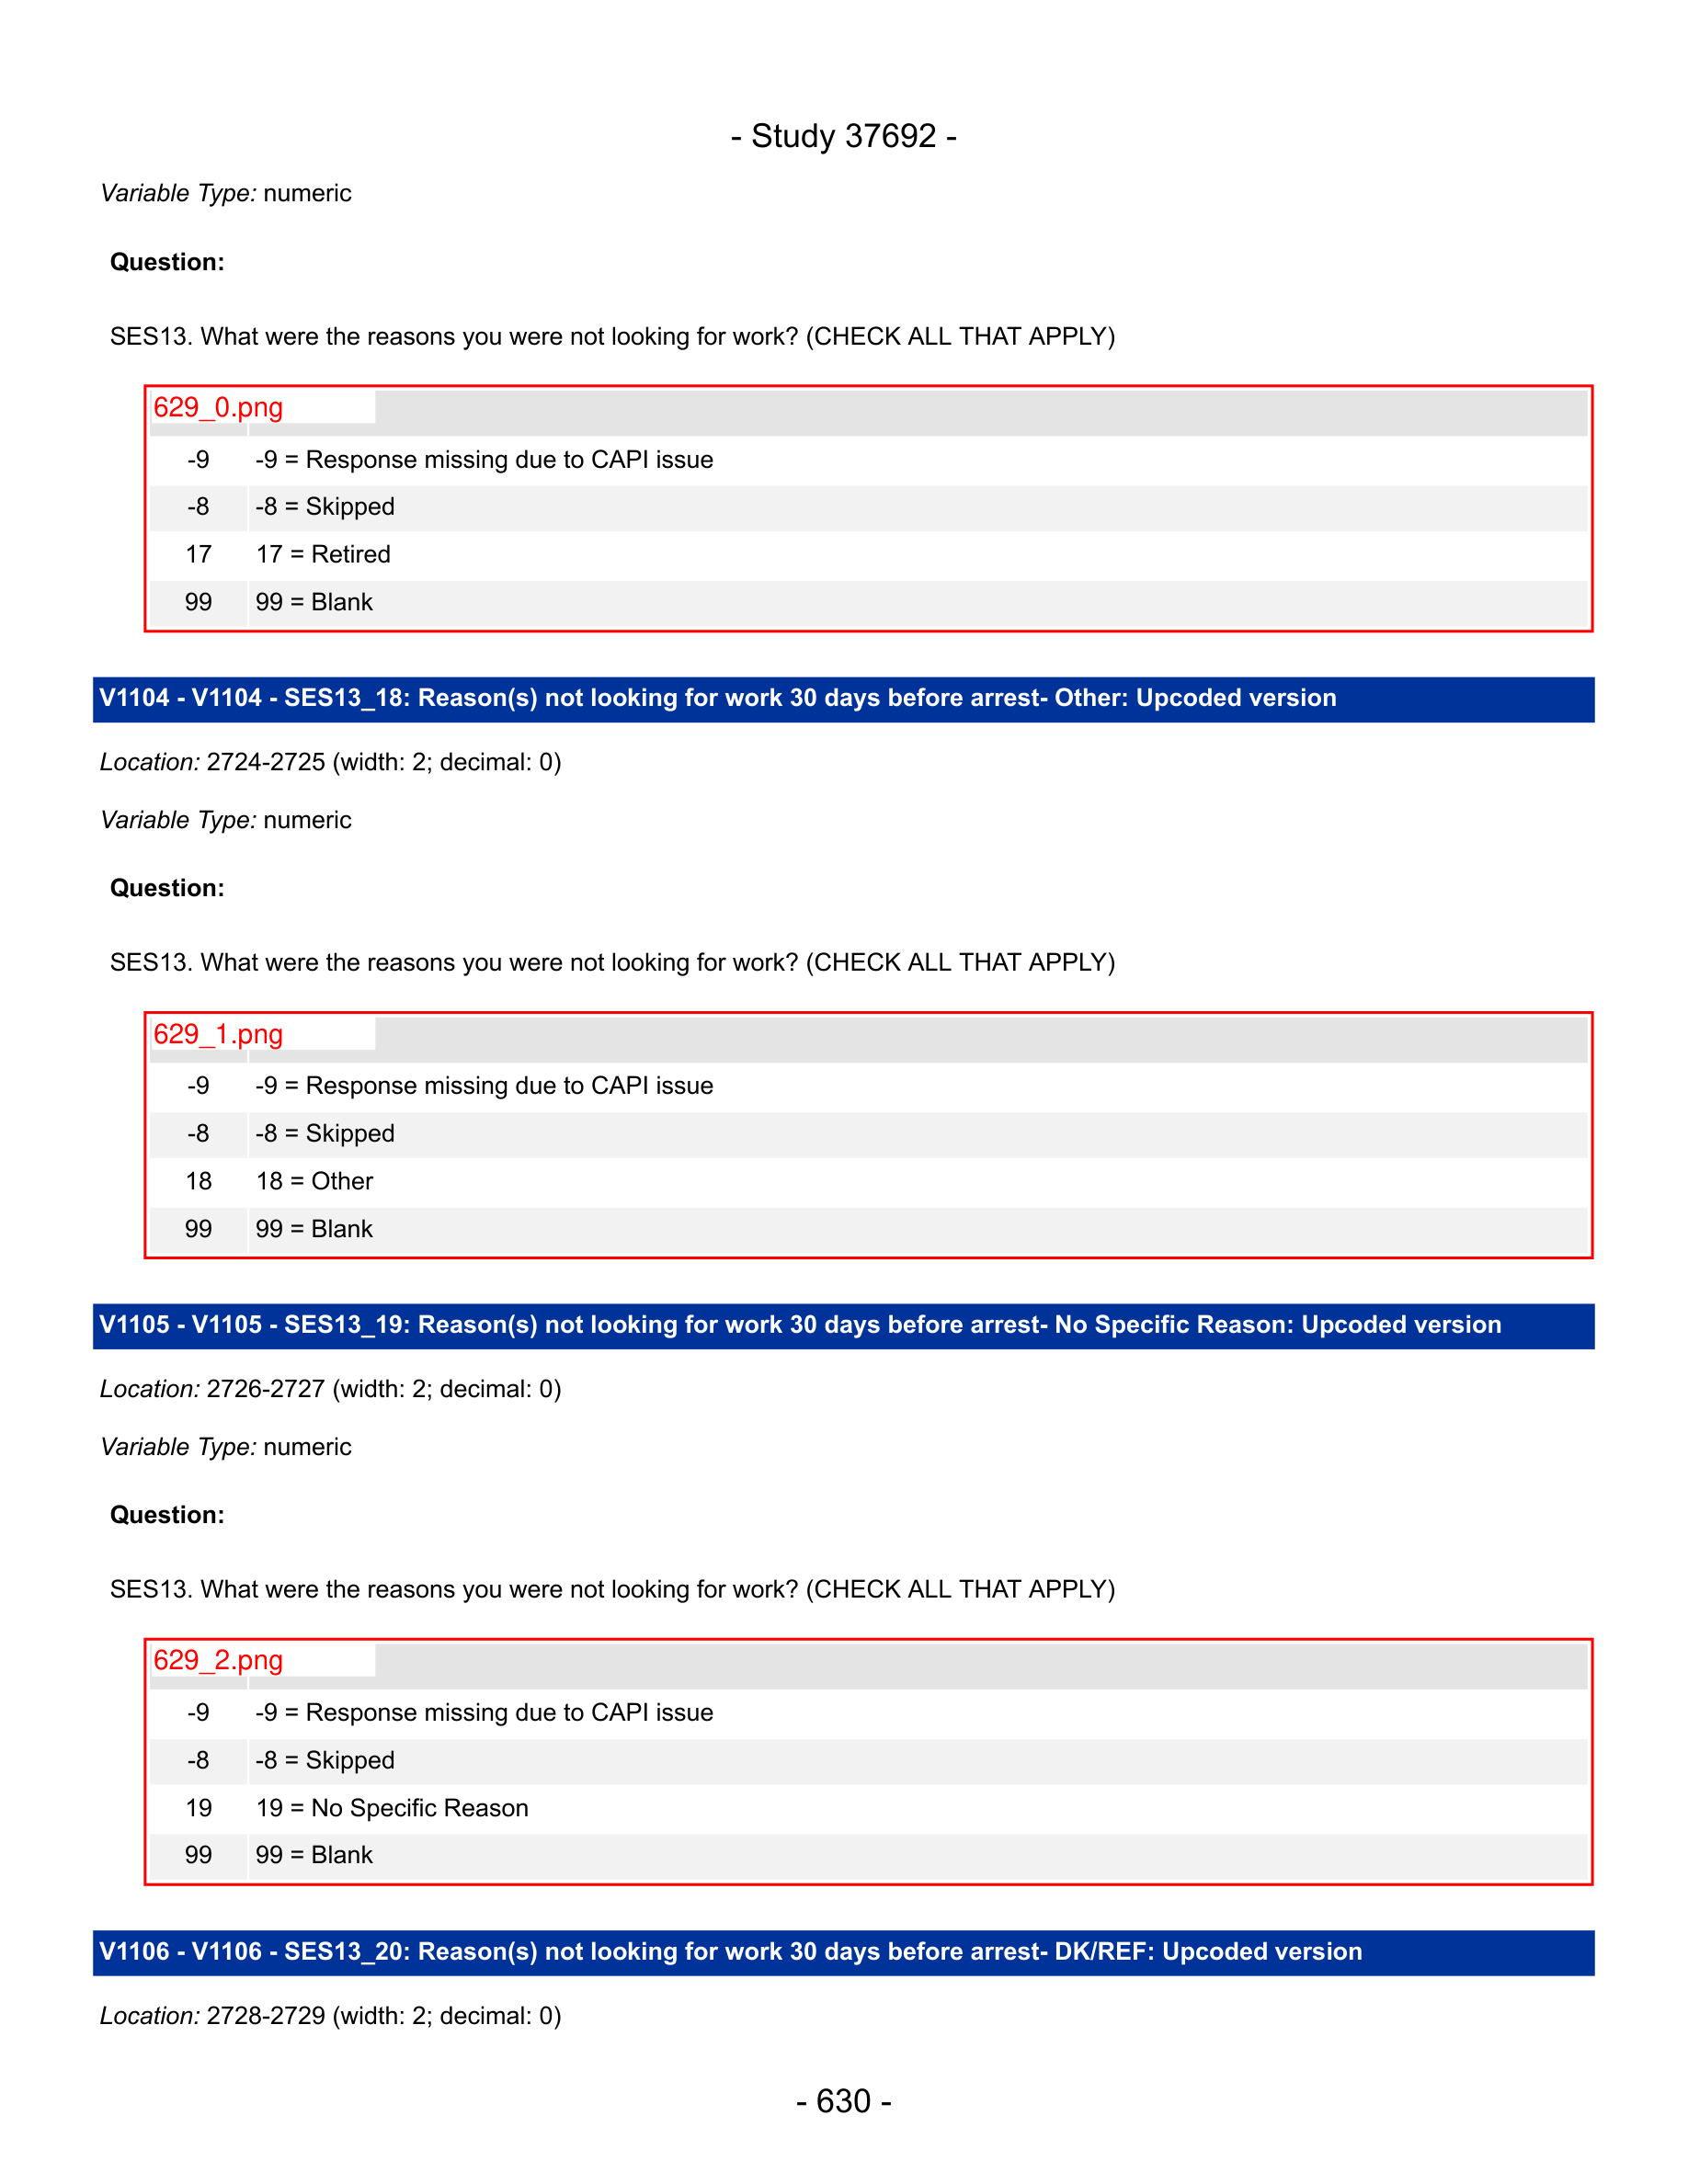 - Study 37692 -
Variable Type: numeric
Question:
SES13. What were the reasons you were not looking for work? (CHECK ALL THAT APPLY)
629_0.png
-9 -9 = Response missing due to CAPI issue
-8 -8 = Skipped
17 17 = Retired
99 99 = Blank
V1104 - V1104 - SES13_18: Reason(s) not looking for work 30 days before arrest- Other: Upcoded version
Location: 2724-2725 (width: 2; decimal: 0)
Variable Type: numeric
Question:
SES13. What were the reasons you were not looking for work? (CHECK ALL THAT APPLY)
629_1.png
-9 -9 = Response missing due to CAPI issue
-8 -8 = Skipped
18 18 = Other
99 99 = Blank
V1105 - V1105 - SES13_19: Reason(s) not looking for work 30 days before arrest- No Specific Reason: Upcoded version
Location: 2726-2727 (width: 2; decimal: 0)
Variable Type: numeric
Question:
SES13. What were the reasons you were not looking for work? (CHECK ALL THAT APPLY)
629_2.png
-9 -9 = Response missing due to CAPI issue
-8 -8 = Skipped
19 19 = No Specific Reason
99 99 = Blank
V1106 - V1106 - SES13_20: Reason(s) not looking for work 30 days before arrest- DK/REF: Upcoded version
Location: 2728-2729 (width: 2; decimal: 0)
- 630 -